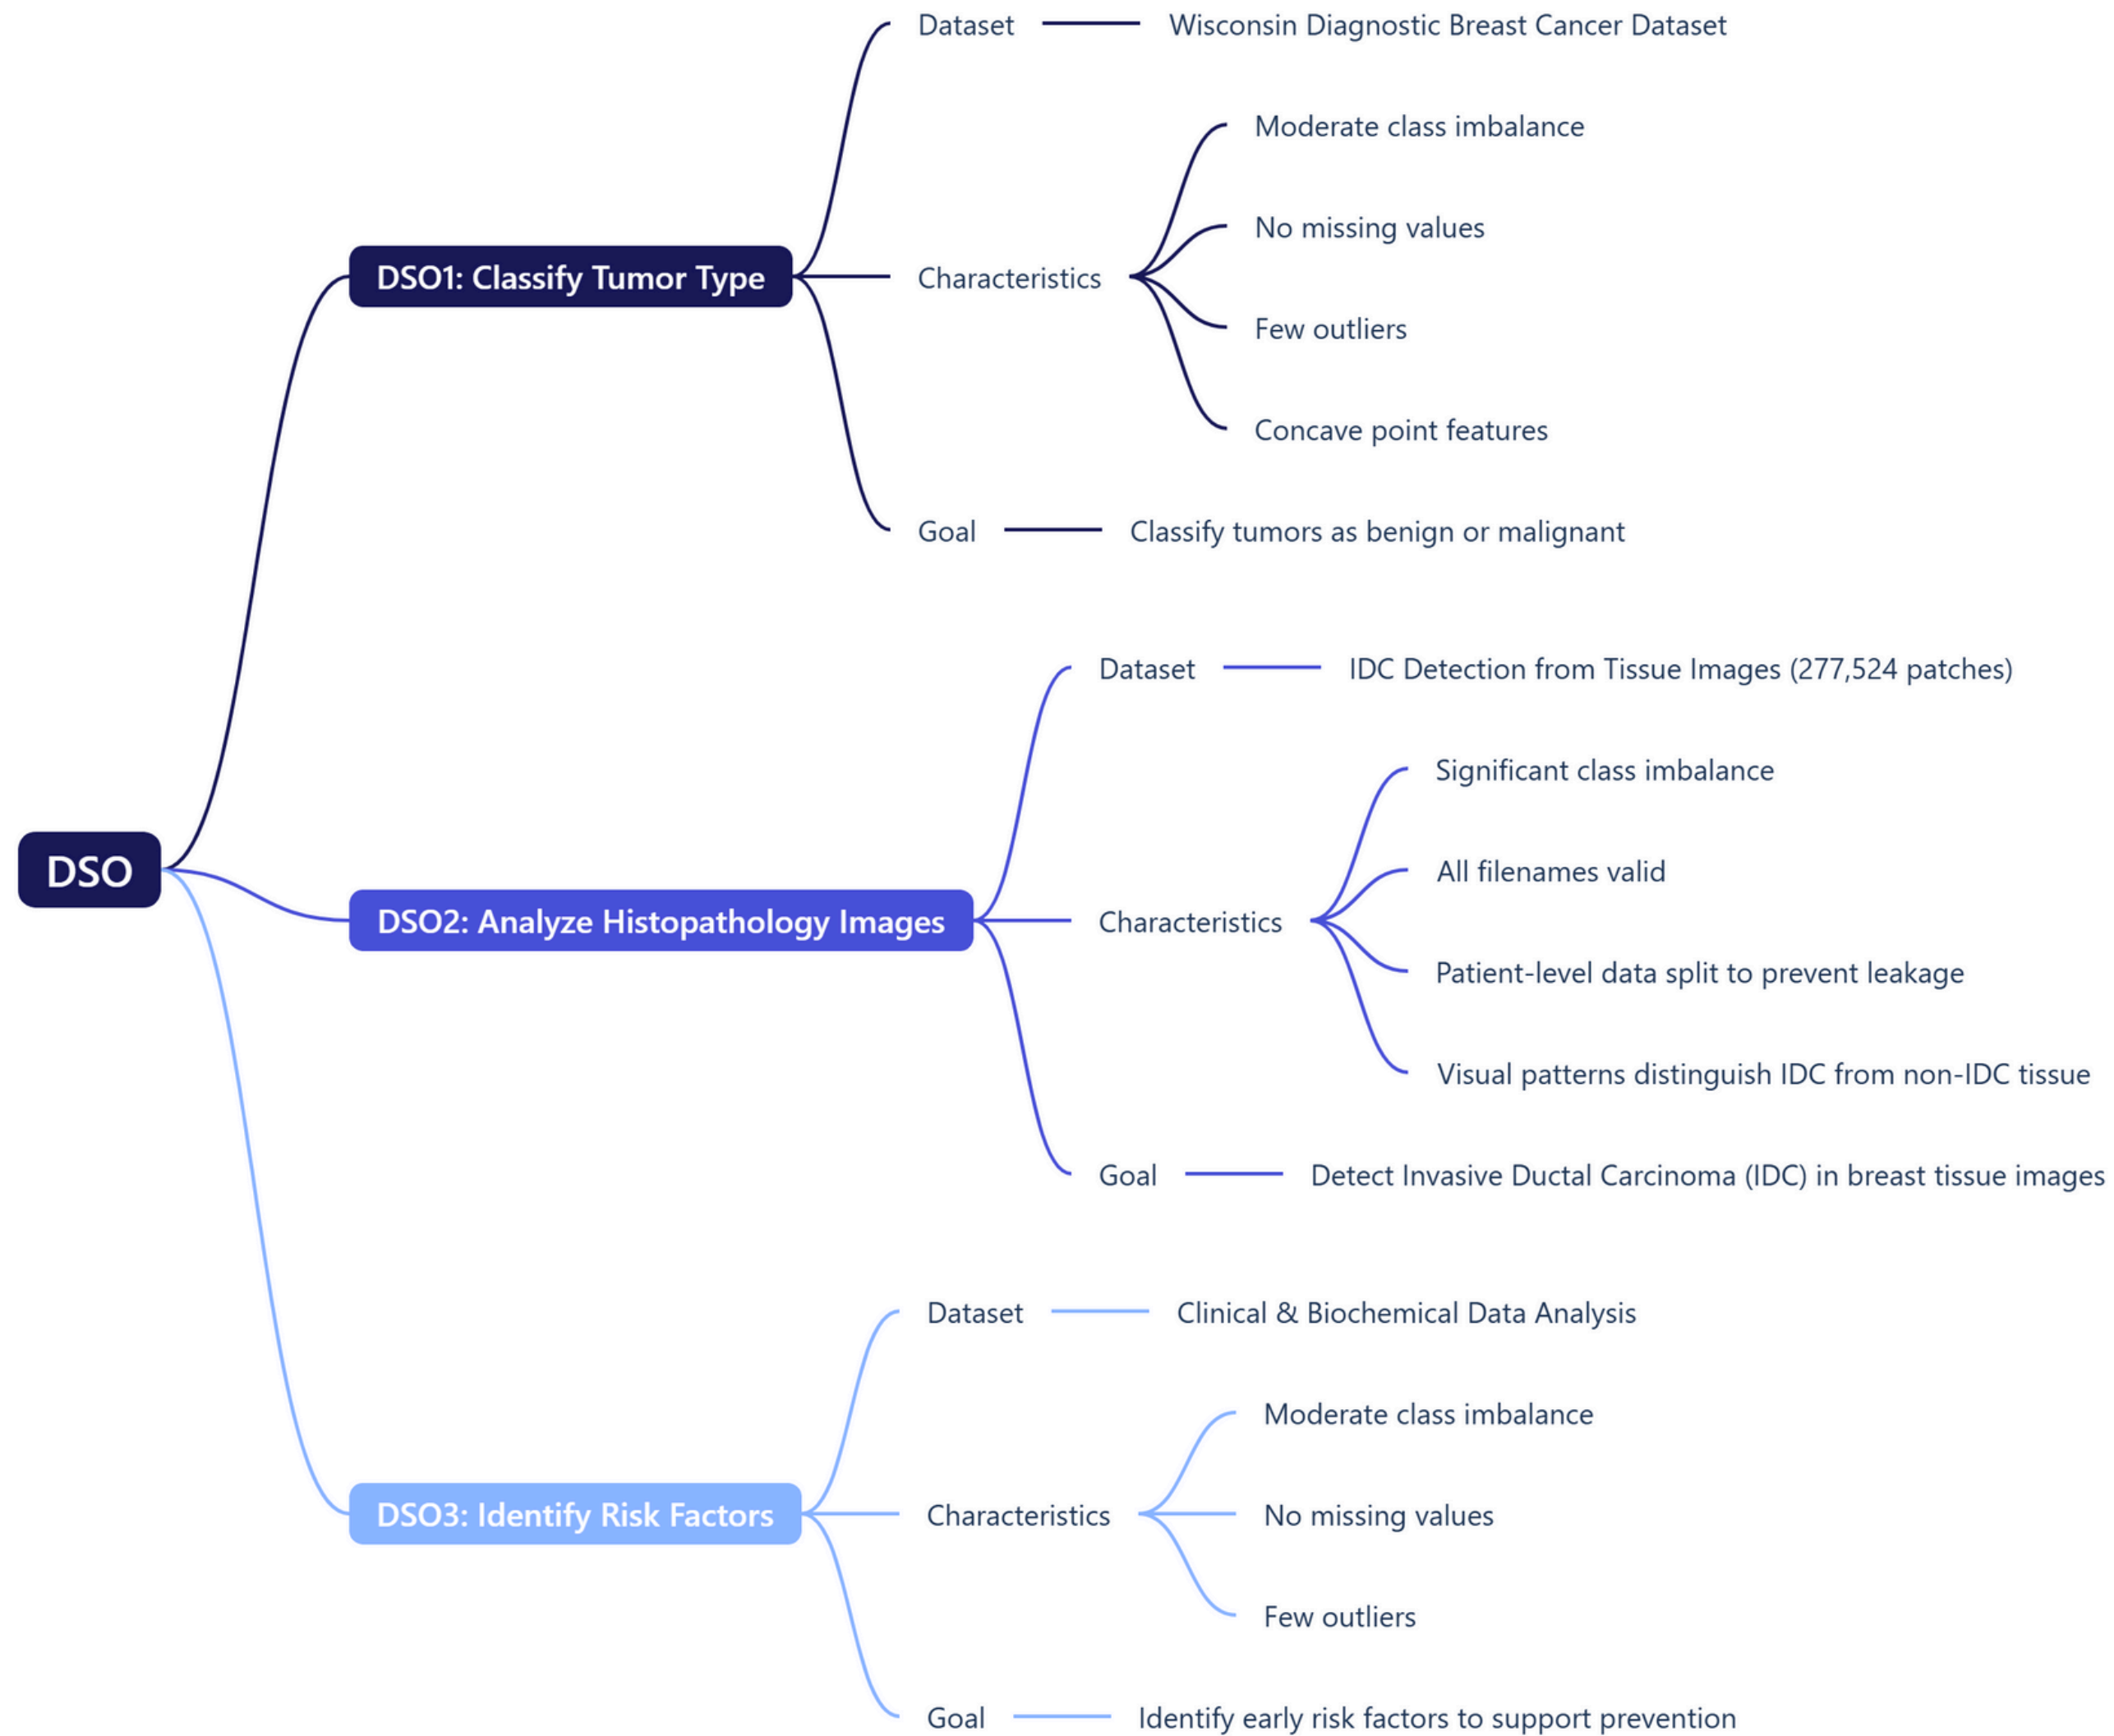 DSO
DSO1: Classify Tumor Type
Dataset
Wisconsin Diagnostic Breast Cancer Dataset
Characteristics
Moderate class imbalance
No missing values
Few outliers
Concave point features
Goal
Classify tumors as benign or malignant
DSO2: Analyze Histopathology Images
Dataset
IDC Detection from Tissue Images (277,524 patches)
Characteristics
Significant class imbalance
All filenames valid
Patient-level data split to prevent leakage
Visual patterns distinguish IDC from non-IDC tissue
Goal
Detect Invasive Ductal Carcinoma (IDC) in breast tissue images
DSO3: Identify Risk Factors
Dataset
Clinical & Biochemical Data Analysis
Characteristics
Moderate class imbalance
No missing values
Few outliers
Goal
Identify early risk factors to support prevention